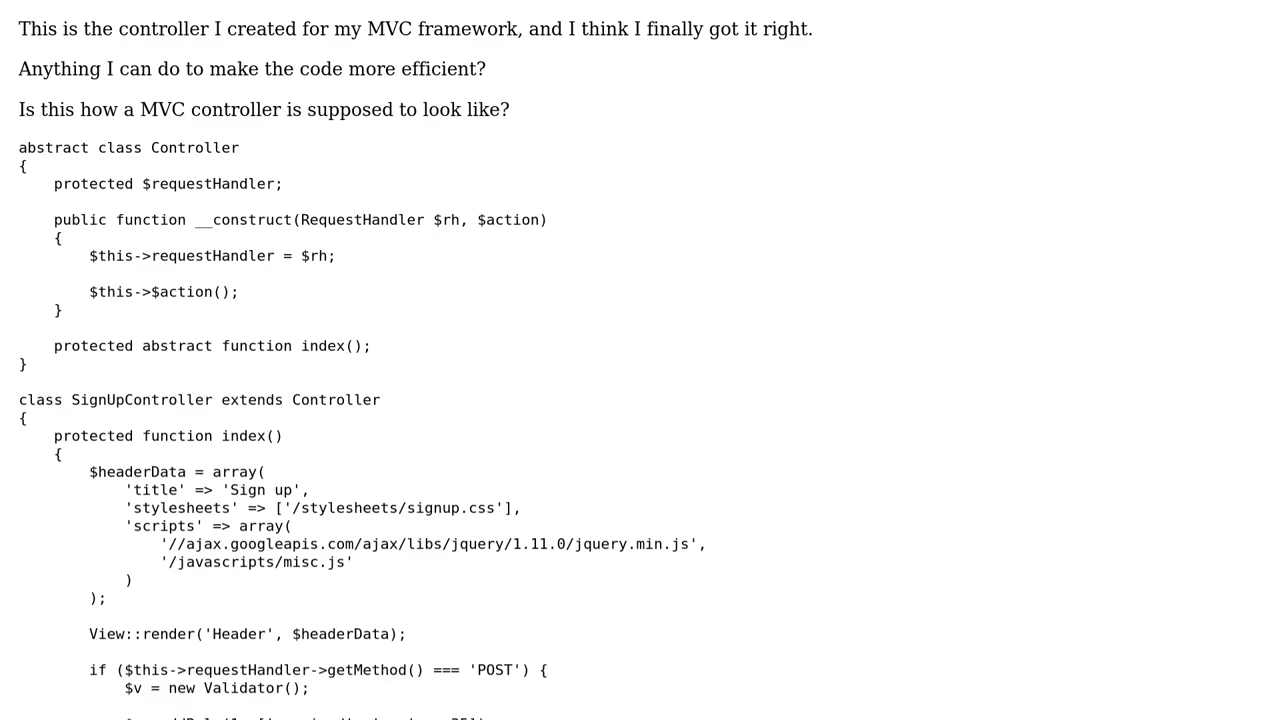 This is the controller I created for my MVC framework, and I think I finally got it right.
Anything I can do to make the code more efficient?
Is this how a MVC controller is supposed to look like?
abstract class Controller
{
    protected $requestHandler;
    public function __construct(RequestHandler $rh, $action)
    {
        $this->requestHandler = $rh;
        $this->$action();
    }
    protected abstract function index();
}
class SignUpController extends Controller
{
    protected function index()
    {
        $headerData = array(
            'title' => 'Sign up',
            'stylesheets' => ['/stylesheets/signup.css'],
            'scripts' => array(
                '//ajax.googleapis.com/ajax/libs/jquery/1.11.0/jquery.min.js',
                '/javascripts/misc.js'
            )
        );
        View::render('Header', $headerData);
        if ($this->requestHandler->getMethod() === 'POST') {
            $v = new Validator();